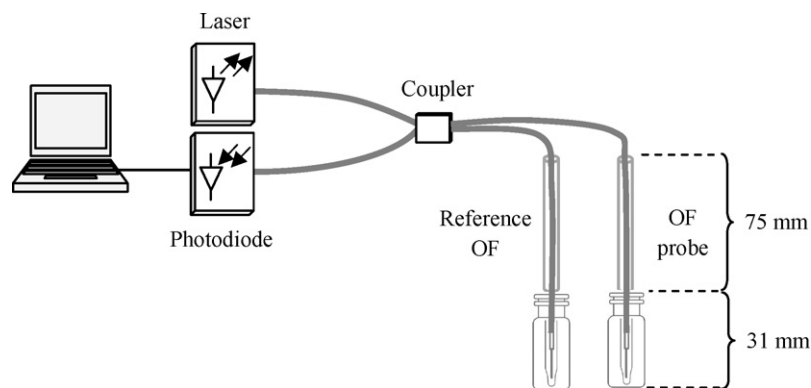 Laser
Coupler
Photodiode
Reference
OF
OF
probe
75 mm
31 mm